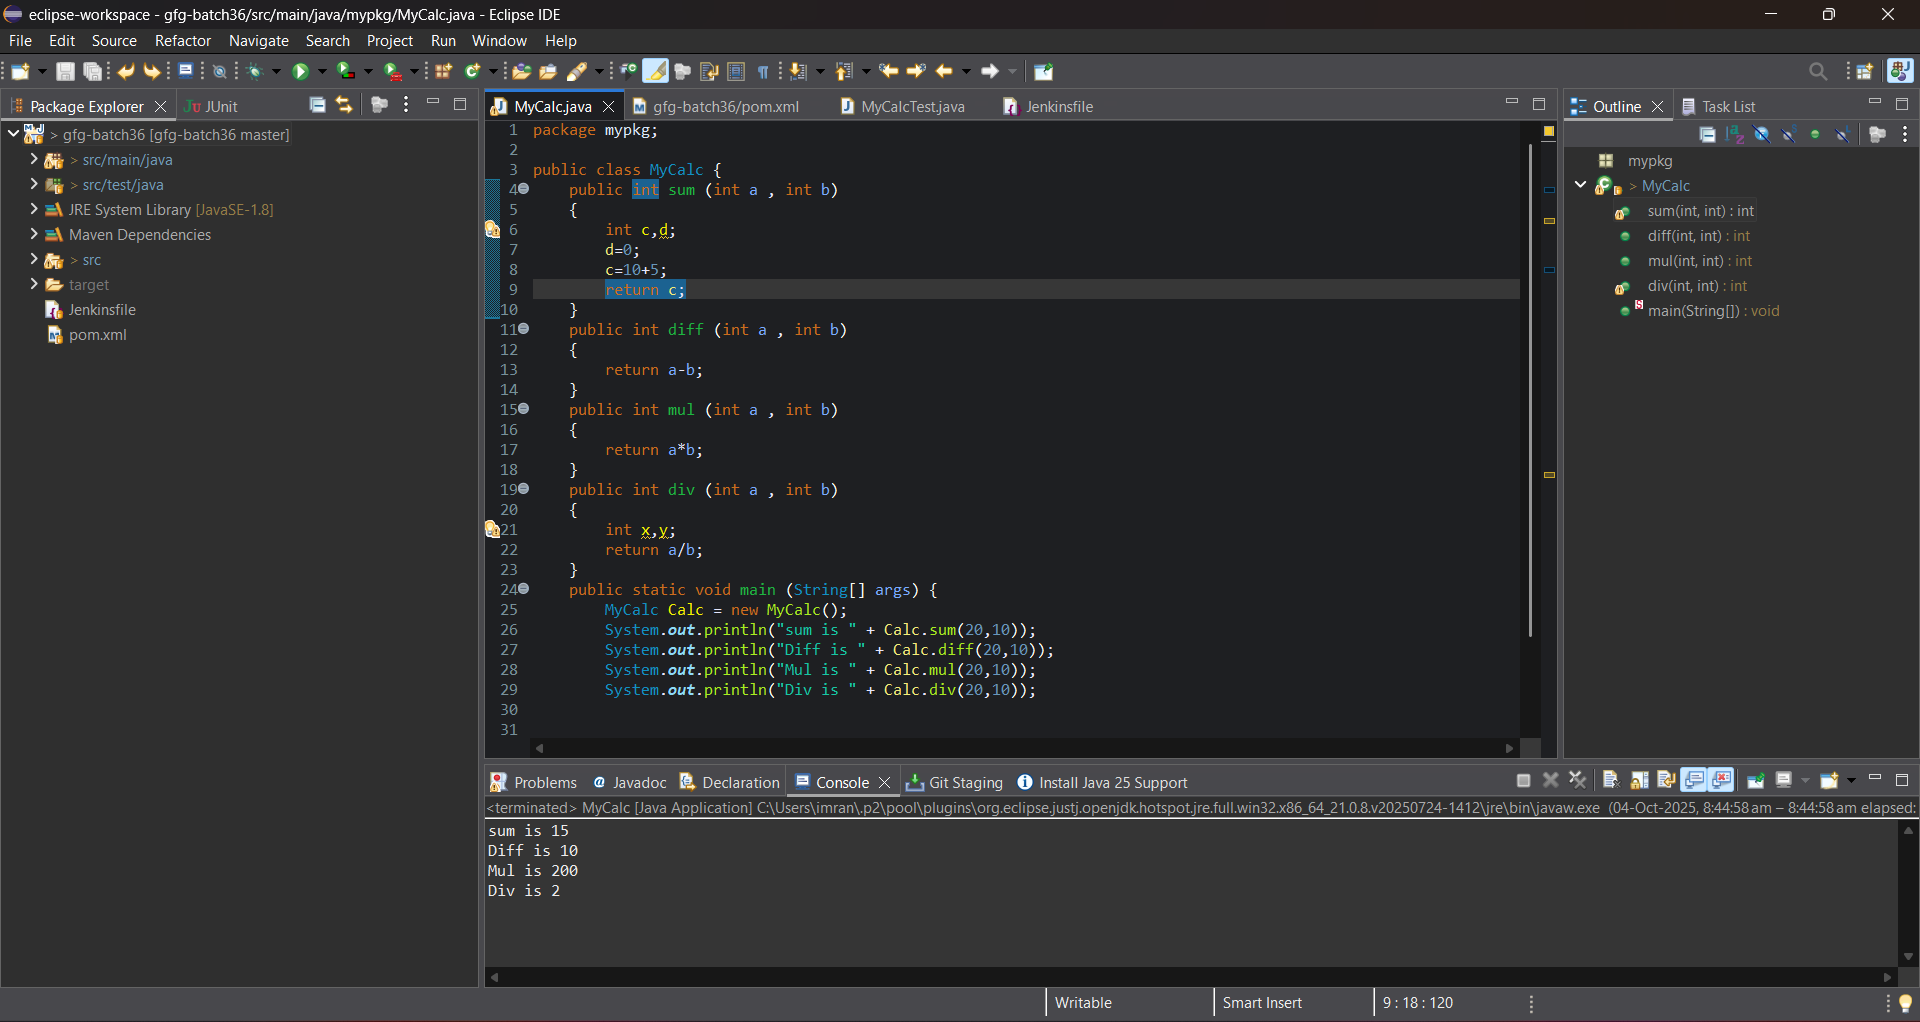 eclipse-workspace - gfg-batch36/src/main/java/mypkg/MyCalc.java - Eclipse IDE
File Edit Source Refactor Navigate Search Project Run Window Help
Package Explorer JUnit
> gfg-batch36 [gfg-batch36 master]
> src/main/java
> src/test/java
JRE System Library [JavaSE-1.8]
Maven Dependencies
> src
target
Jenkinsfile
pom.xml
MyCalc.java gfg-batch36/pom.xml MyCalcTest.java Jenkinsfile
1 package mypkg;
2
3 public class MyCalc {
4 public int sum (int a , int b)
5 {
6 int c,d;
7 d=0;
8 c=10+5;
9 return c;
10 }
11 public int diff (int a , int b)
12 {
13 return a-b;
14 }
15 public int mul (int a , int b)
16 {
17 return a*b;
18 }
19 public int div (int a , int b)
20 {
21 int x,y;
22 return a/b;
23 }
24 public static void main (String[] args) {
25 MyCalc Calc = new MyCalc();
26 System.out.println("sum is " + Calc.sum(20,10));
27 System.out.println("Diff is " + Calc.diff(20,10));
28 System.out.println("Mul is " + Calc.mul(20,10));
29 System.out.println("Div is " + Calc.div(20,10));
30
31
Outline Task List
mypkg
> MyCalc
sum(int, int) : int
diff(int, int) : int
mul(int, int) : int
div(int, int) : int
main(String[]) : void
Problems Javadoc Declaration Console Git Staging Install Java 25 Support
<terminated> MyCalc [Java Application] C:\Users\imran\.p2\pool\plugins\org.eclipse.justj.openjdk.hotspot.jre.full.win32.x86_64_21.0.8.v20250724-1412\jre\bin\javaw.exe (04-Oct-2025, 8:44:58 am – 8:44:58 am elapsed:
sum is 15
Diff is 10
Mul is 200
Div is 2
Writable Smart Insert 9 : 18 : 120